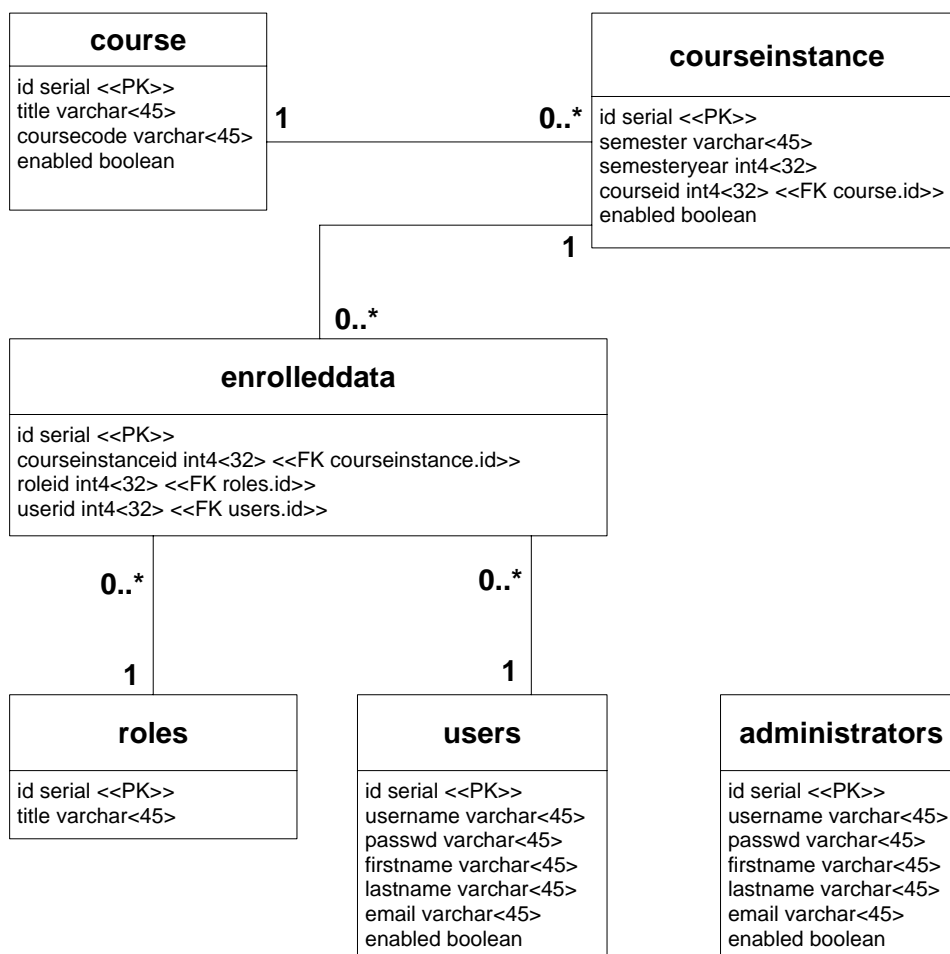 course
id serial <<PK>>
title varchar<45>
coursecode varchar<45>
enabled boolean
1
0..*
courseinstance
id serial <<PK>>
semester varchar<45>
semesteryear int4<32>
courseid int4<32> <<FK course.id>>
enabled boolean
1
0..*
enrolleddata
id serial <<PK>>
courseinstanceid int4<32> <<FK courseinstance.id>>
roleid int4<32> <<FK roles.id>>
userid int4<32> <<FK users.id>>
0..*
0..*
1
1
roles
id serial <<PK>>
title varchar<45>
users
id serial <<PK>>
username varchar<45>
passwd varchar<45>
firstname varchar<45>
lastname varchar<45>
email varchar<45>
enabled boolean
administrators
id serial <<PK>>
username varchar<45>
passwd varchar<45>
firstname varchar<45>
lastname varchar<45>
email varchar<45>
enabled boolean